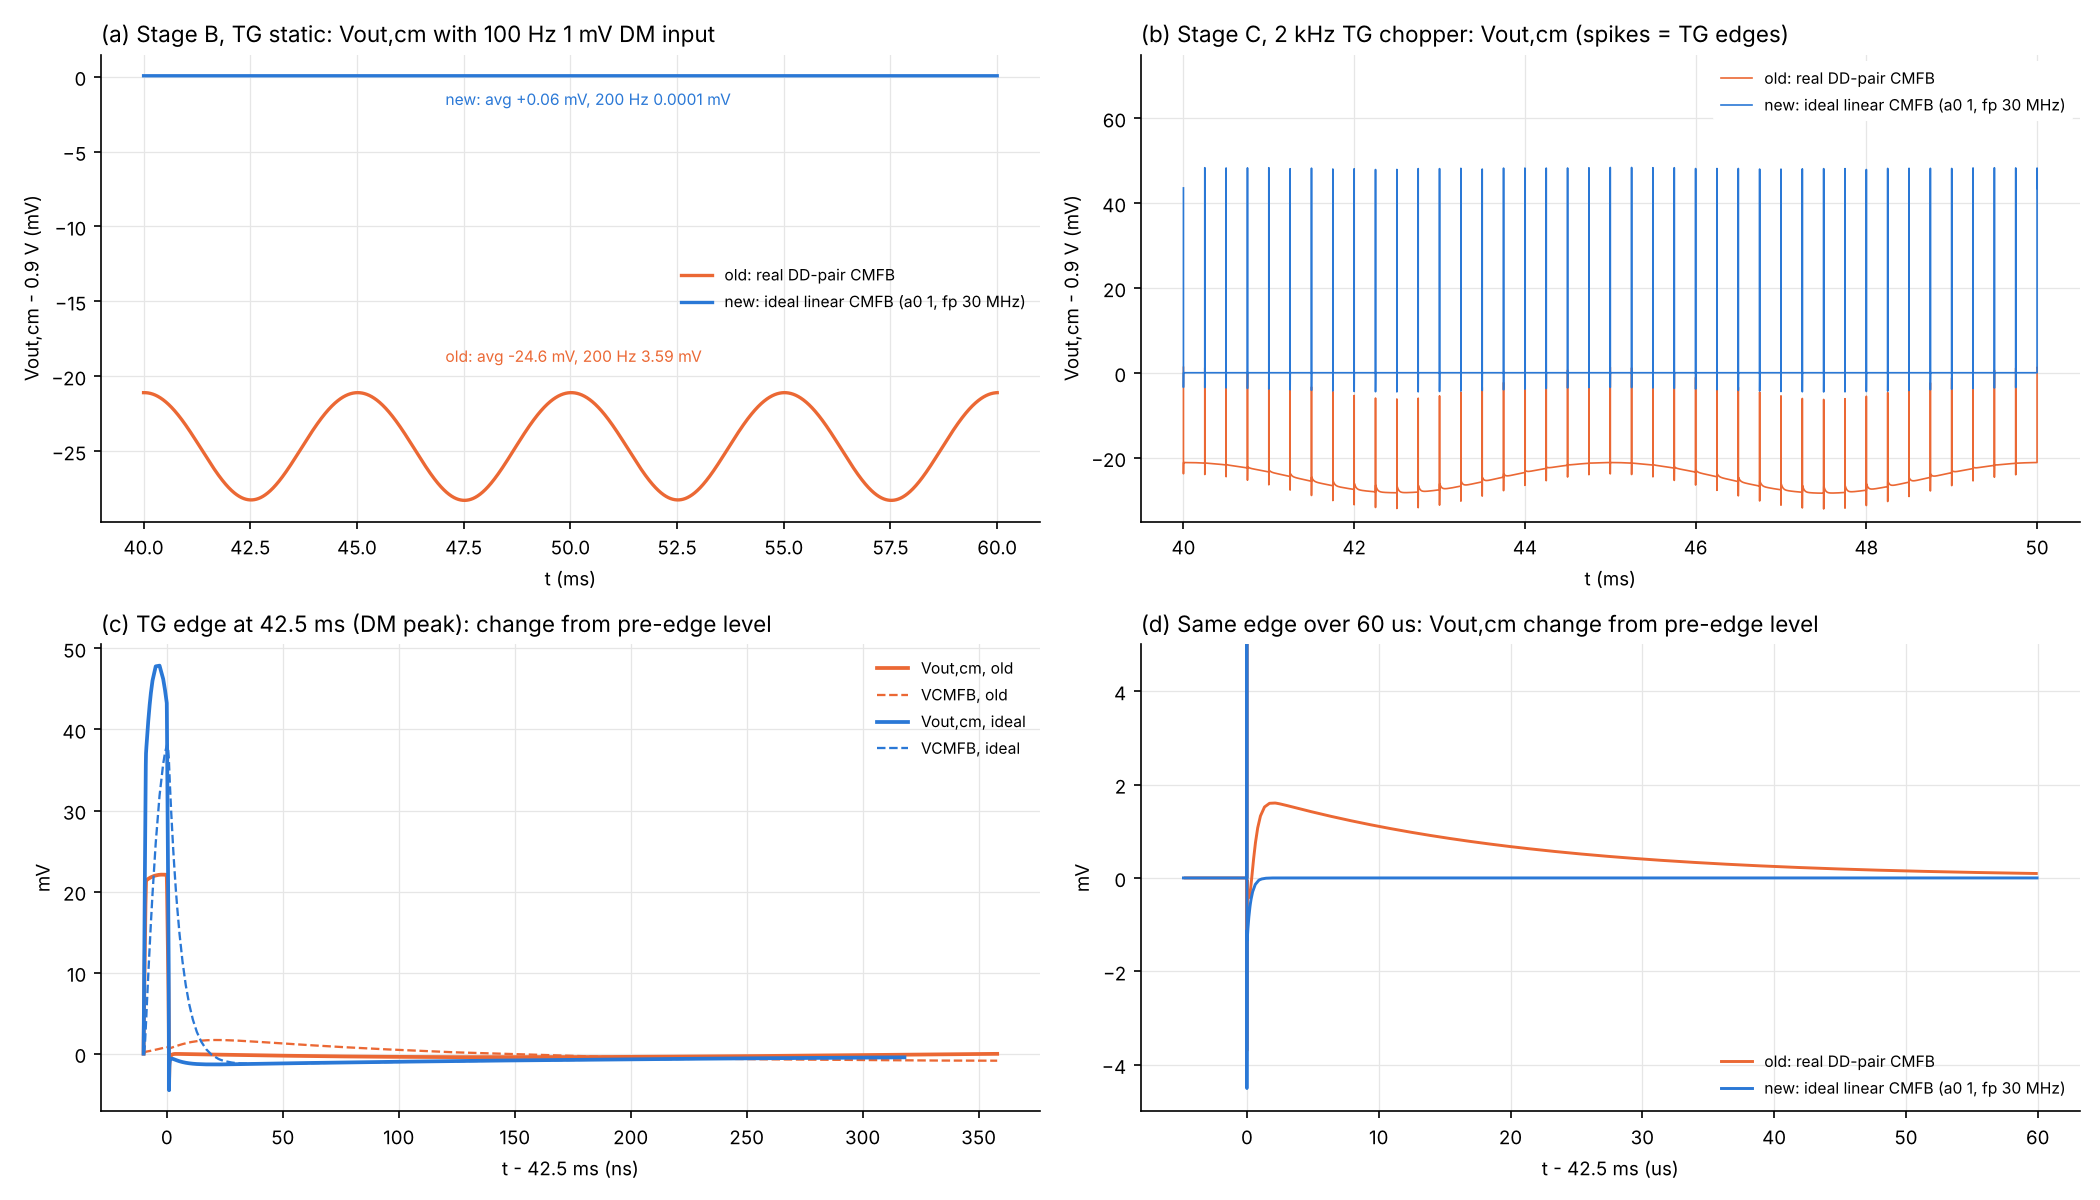 (a) Stage B, TG static: Vout,cm with 100 Hz 1 mV DM input
Vout,cm - 0.9 V (mV)
0
−5
−10
−15
−20
−25
new: avg +0.06 mV, 200 Hz 0.0001 mV
old: real DD-pair CMFB
new: ideal linear CMFB (a0 1, fp 30 MHz)
old: avg -24.6 mV, 200 Hz 3.59 mV
40.0 42.5 45.0 47.5 50.0 52.5 55.0 57.5 60.0
t (ms)
(b) Stage C, 2 kHz TG chopper: Vout,cm (spikes = TG edges)
Vout,cm - 0.9 V (mV)
60
40
20
0
−20
old: real DD-pair CMFB
new: ideal linear CMFB (a0 1, fp 30 MHz)
40 42 44 46 48 50
t (ms)
(c) TG edge at 42.5 ms (DM peak): change from pre-edge level
mV
50
40
30
20
10
0
Vout,cm, old
VCMFB, old
Vout,cm, ideal
VCMFB, ideal
0 50 100 150 200 250 300 350
t - 42.5 ms (ns)
(d) Same edge over 60 us: Vout,cm change from pre-edge level
mV
4
2
0
−2
−4
old: real DD-pair CMFB
new: ideal linear CMFB (a0 1, fp 30 MHz)
0 10 20 30 40 50 60
t - 42.5 ms (us)